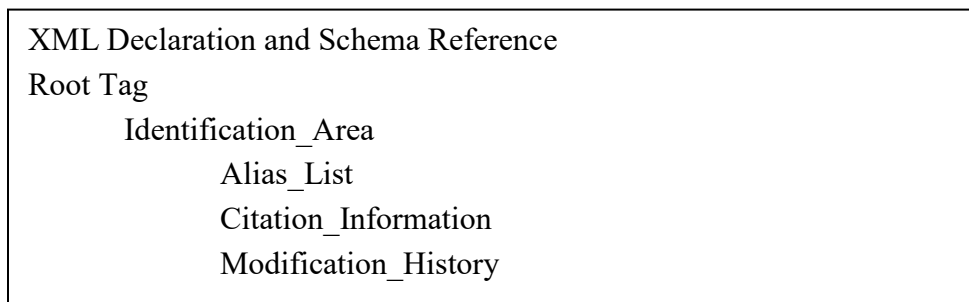 XML Declaration and Schema Reference
Root Tag
Identification_Area
Alias_List
Citation_Information
Modification_History